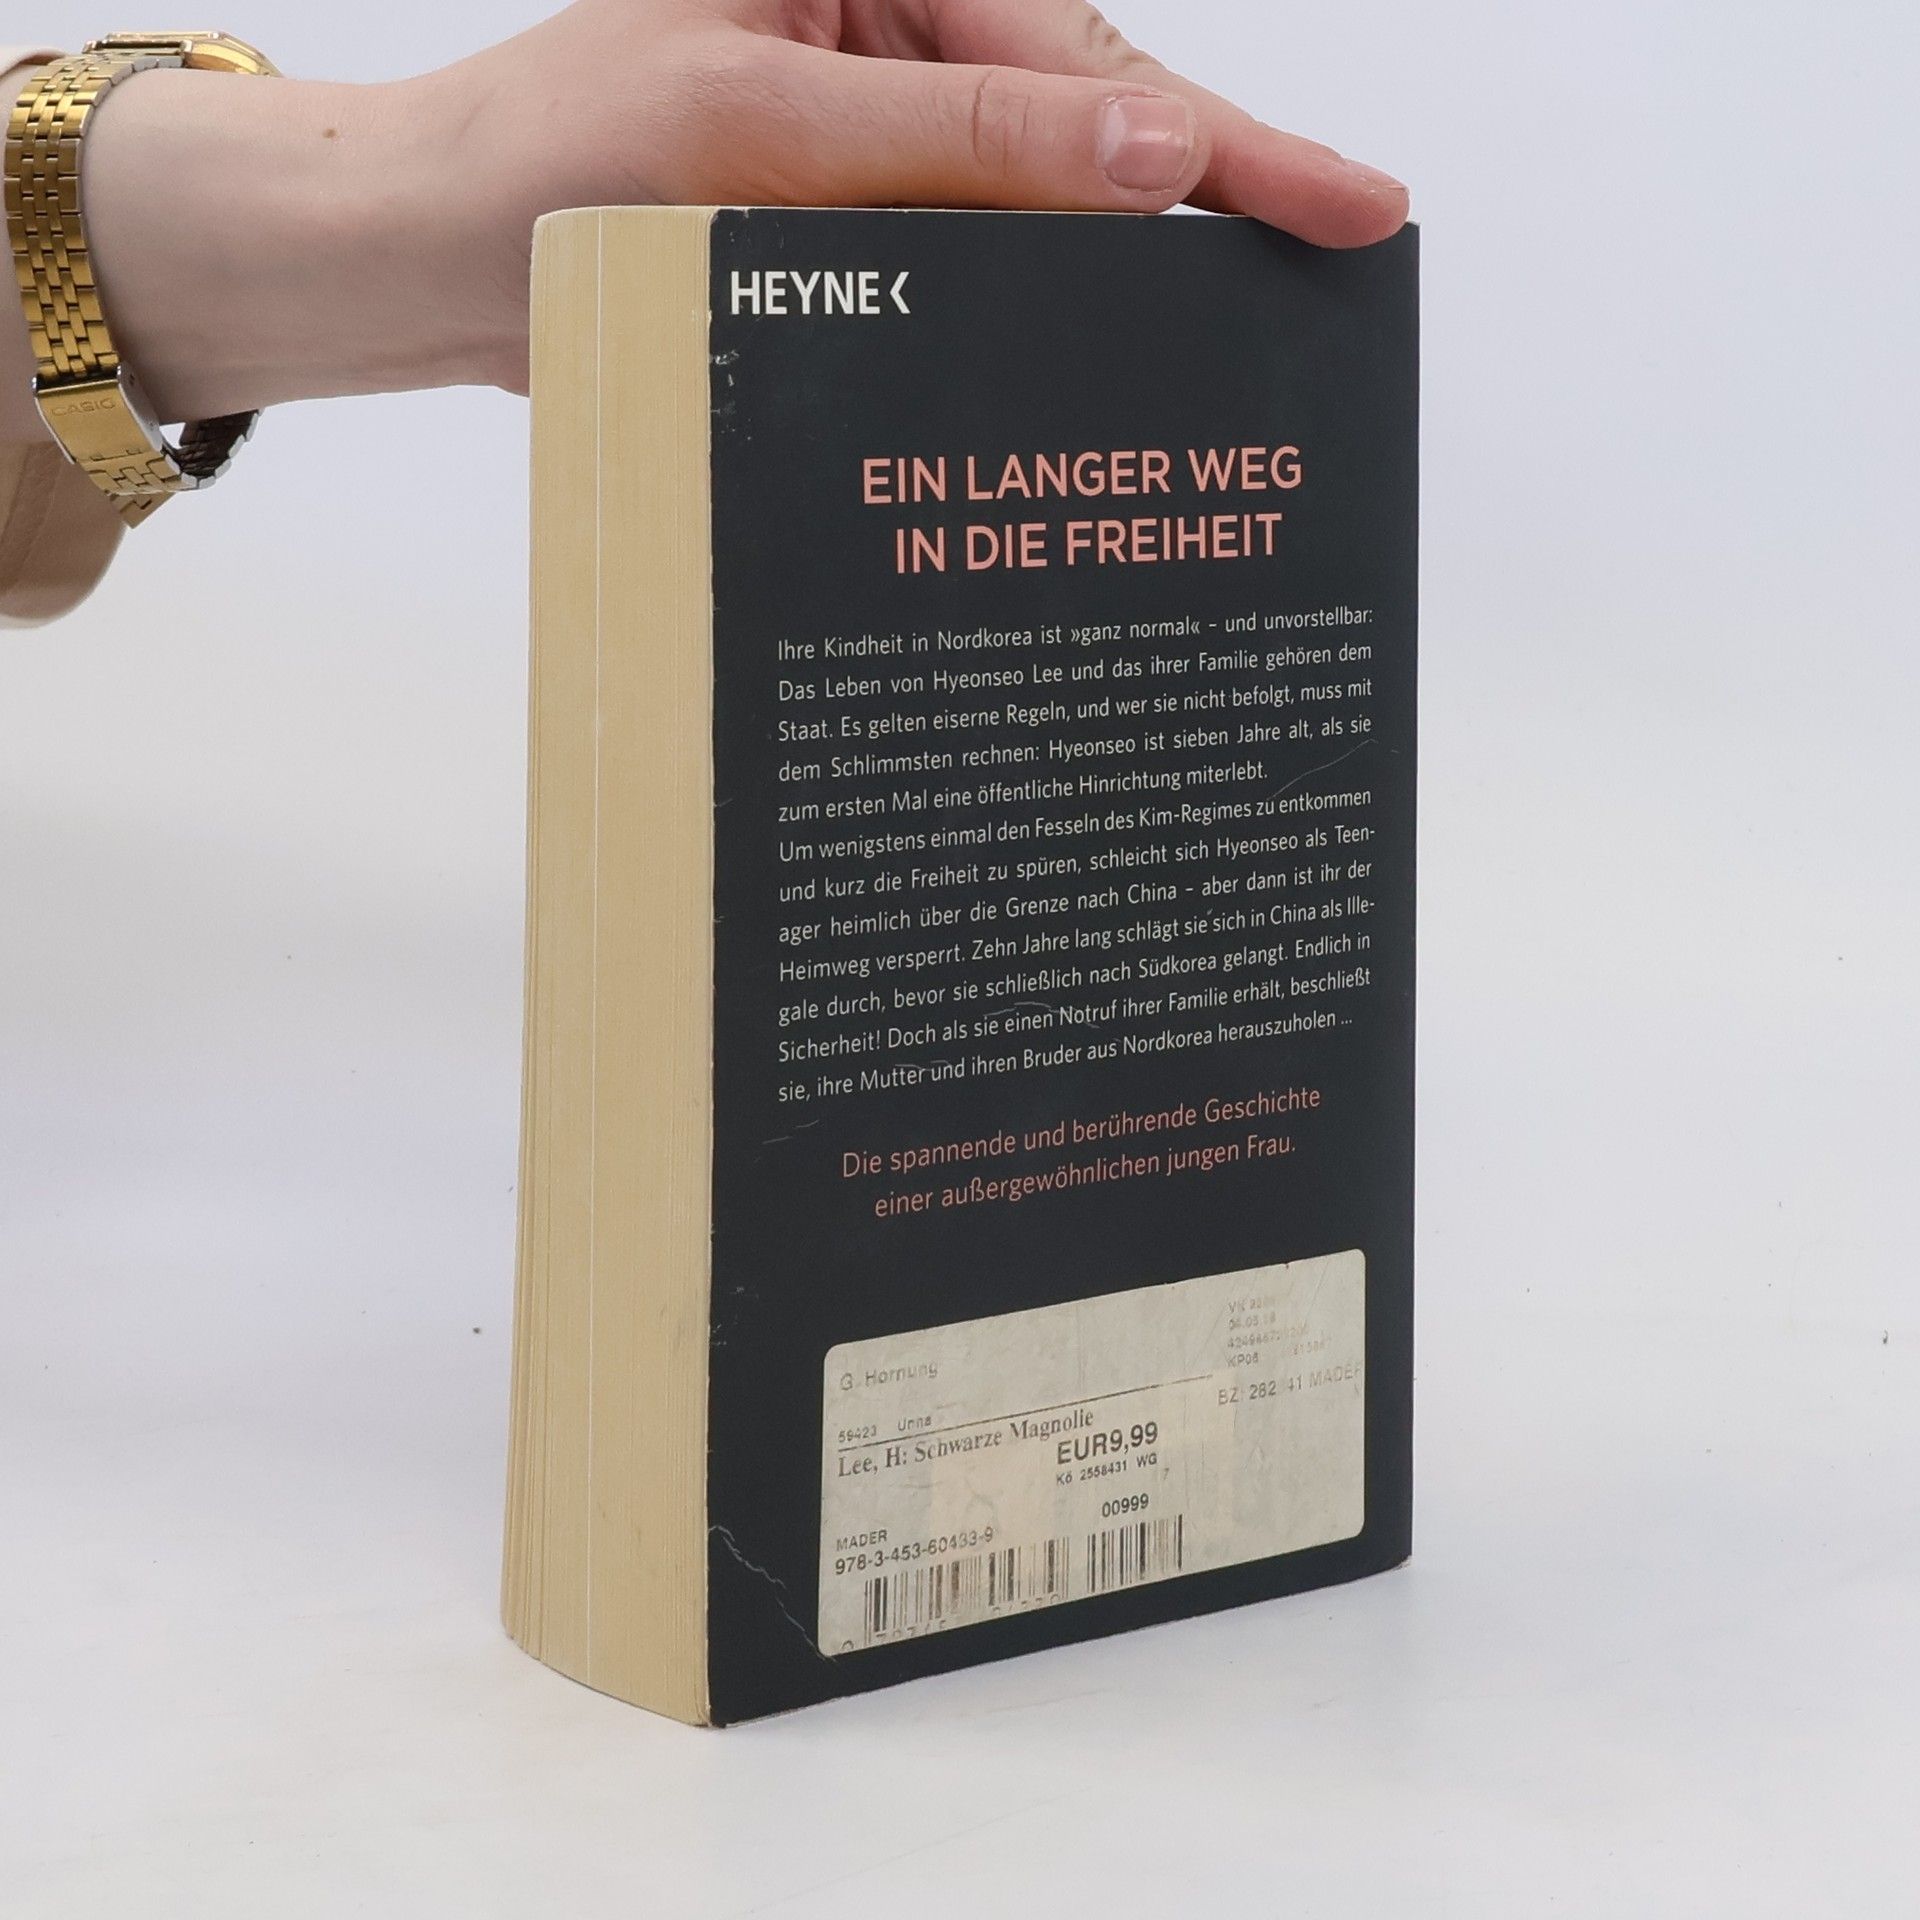 CASIO
HEYNE<
EIN LANGER WEG
IN DIE FREIHEIT
Ihre Kindheit in Nordkorea ist »ganz normal« – und unvorstellbar:
Das Leben von Hyeonseo Lee und das ihrer Familie gehören dem
Staat. Es gelten eiserne Regeln, und wer sie nicht befolgt, muss mit
dem Schlimmsten rechnen: Hyeonseo ist sieben Jahre alt, als sie
zum ersten Mal eine öffentliche Hinrichtung miterlebt.
Um wenigstens einmal den Fesseln des Kim-Regimes zu entkommen
und kurz die Freiheit zu spüren, schleicht sich Hyeonseo als Teen-
ager heimlich über die Grenze nach China – aber dann ist ihr der
Heimweg versperrt. Zehn Jahre lang schlägt sie sich in China als Ille-
gale durch, bevor sie schließlich nach Südkorea gelangt. Endlich in
Sicherheit! Doch als sie einen Notruf ihrer Familie erhält, beschließt
sie, ihre Mutter und ihren Bruder aus Nordkorea herauszuholen ...
Die spannende und berührende Geschichte
einer außergewöhnlichen jungen Frau.
KP06
G. Hornung
BZ: 282 41 MADER
59423 Unna
Lee, H: Schwarze Magnolie
EUR9,99
Kö 2558431 WG
7
00999
MADER
978-3-453-60433-9